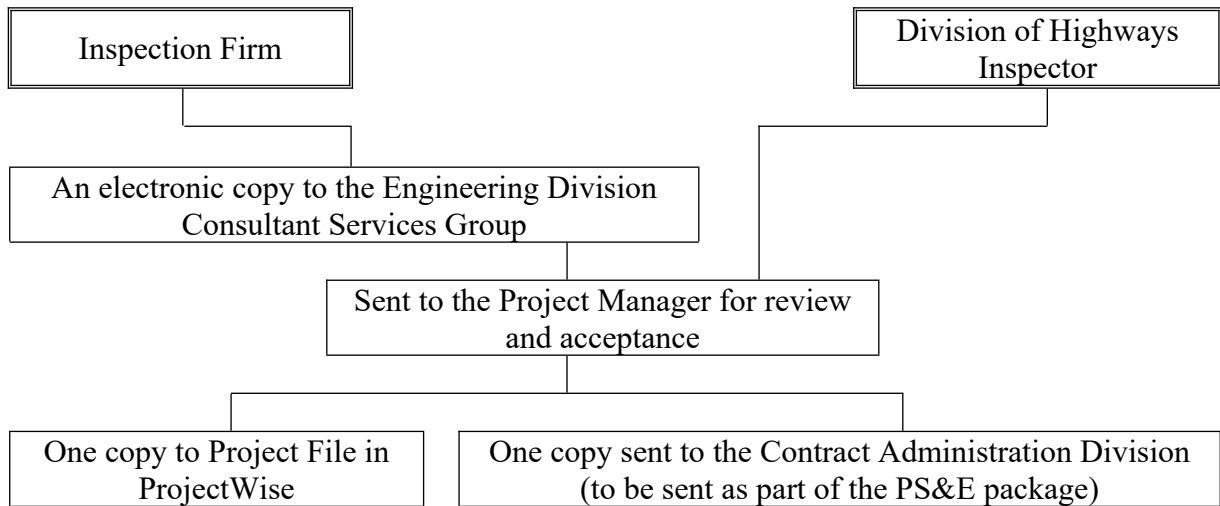 Inspection Firm
Division of Highways
Inspector
An electronic copy to the Engineering Division
Consultant Services Group
Sent to the Project Manager for review
and acceptance
One copy to Project File in
ProjectWise
One copy sent to the Contract Administration Division
(to be sent as part of the PS&E package)